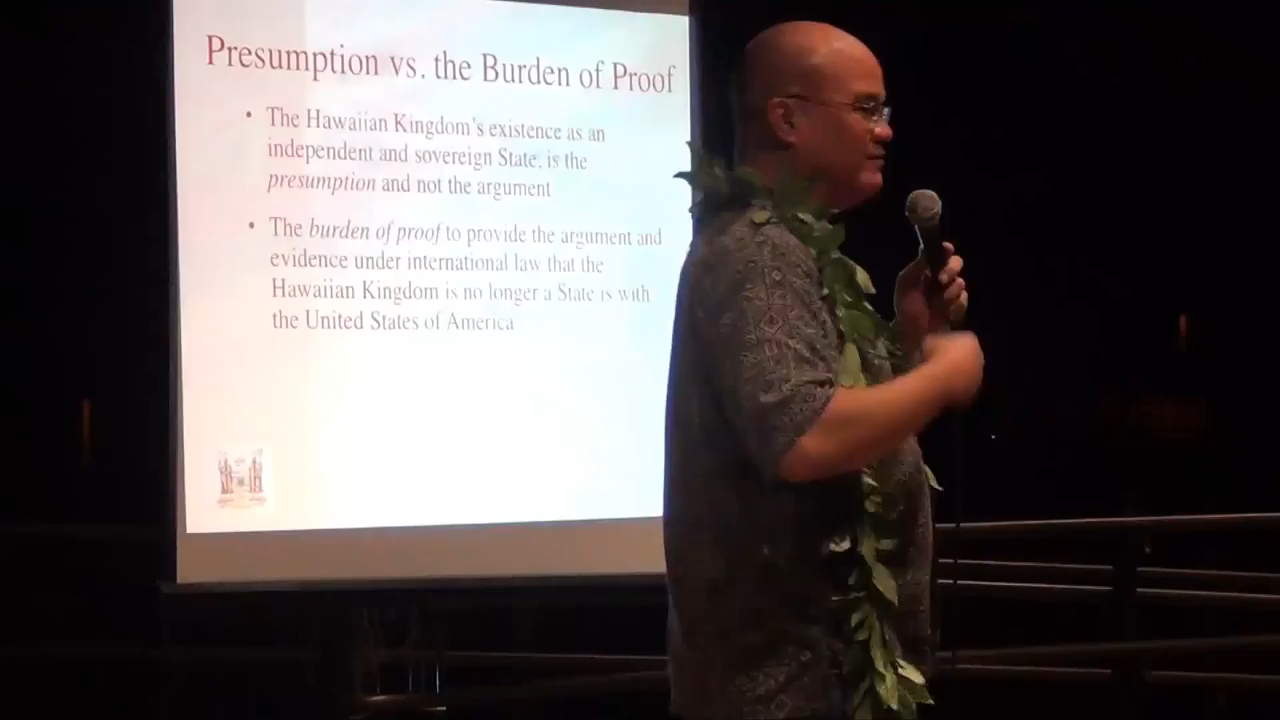 Presumption vs. the Burden of Proof
• The Hawaiian Kingdom's existence as an
independent and sovereign State, is the
presumption and not the argument
• The burden of proof to provide the argument and
evidence under international law that the
Hawaiian Kingdom is no longer a State is with
the United States of America